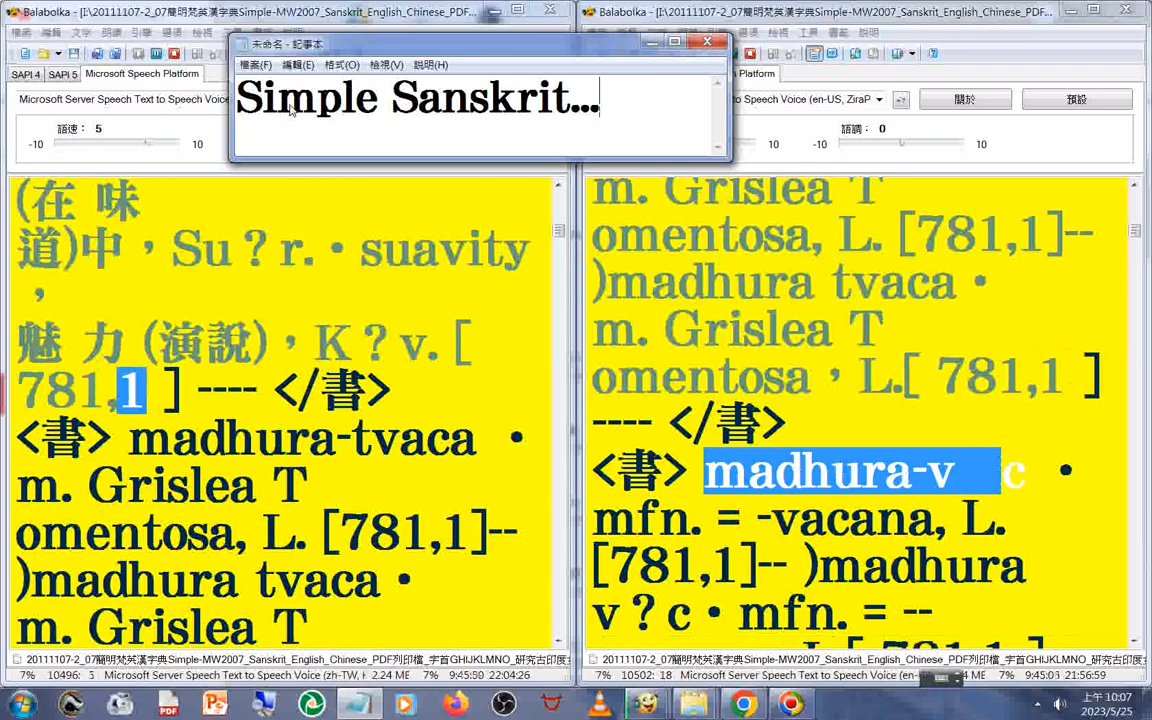 Balabolka - [I:\20111107-2_07簡明梵英漢字典Simple-MW2007_Sanskrit_English_Chinese_PDF...
Balabolka - [I:\20111107-2_07簡明梵英漢字典Simple-MW2007_Sanskrit_English_Chinese_PDF...
未命名 - 記事本
檔案(F) 編輯(E) 格式(O) 檢視(V) 說明(H)
Simple Sanskrit...
SAPI 4 SAPI 5 Microsoft Speech Platform
n Platform
Microsoft Server Speech Text to Speech Voice
o Speech Voice (en-US, ZiraP
關於
預設
語速： 5
語調： 0
-10 10
10 -10 10
(在 味
道)中，Su？r.・suavity
，
魅 力 (演說)，K？v. [
781,1 ] ---- </書>
<書> madhura-tvaca ・
m. Grislea T
omentosa, L. [781,1]--
)madhura tvaca・
m. Grislea T
m. Grislea T
omentosa, L. [781,1]--
)madhura tvaca・
m. Grislea T
omentosa，L.[ 781,1 ]
---- </書>
<書> madhura-v c ・
mfn. = -vacana, L.
[781,1]-- )madhura
v？c・mfn. = --
20111107-2_07簡明梵英漢字典Simple-MW2007_Sanskrit_English_Chinese_PDF列印檔_字首GHIJKLMNO_研究古印度
20111107-2_07簡明梵英漢字典Simple-MW2007_Sanskrit_English_Chinese_PDF列印檔_字首GHIJKLMNO_研究古印度
7% 10496: 3 Microsoft Server Speech Text to Speech Voice (zh-TW, H 2.24 ME 7% 9:45:50 22:04:26
7% 10502: 18 Microsoft Server Speech Text to Speech Voice 7% 9:45:03 21:56:59
上午 10:07
2023/5/25